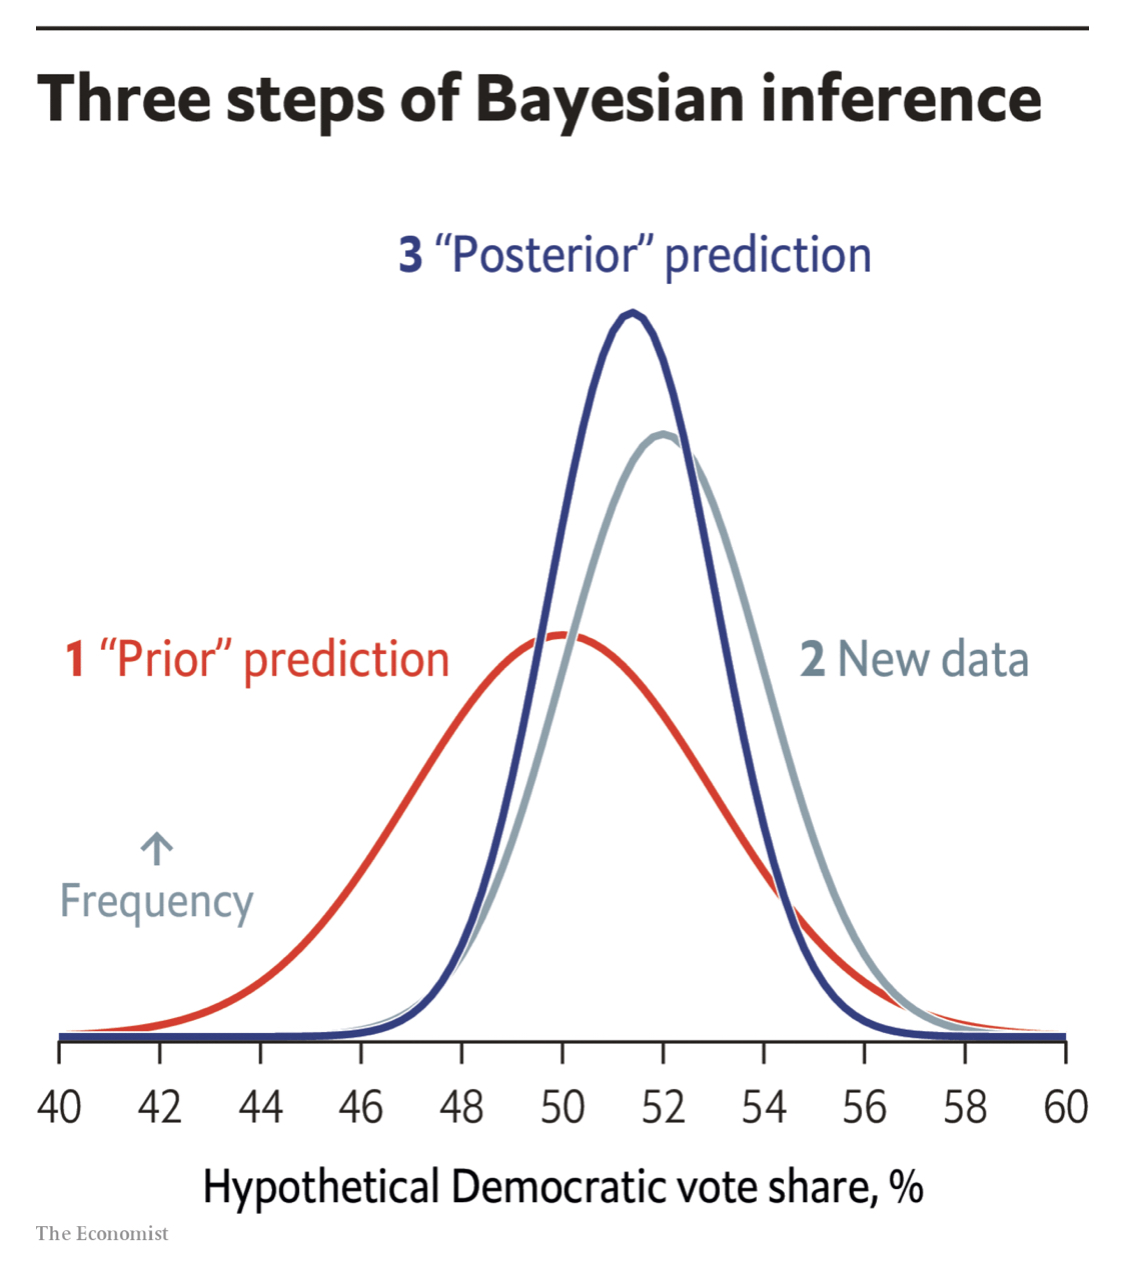 Three steps of Bayesian inference
3 “Posterior” prediction
1 “Prior” prediction
2 New data
↑
Frequency
40 42 44 46 48 50 52 54 56 58 60
Hypothetical Democratic vote share, %
The Economist